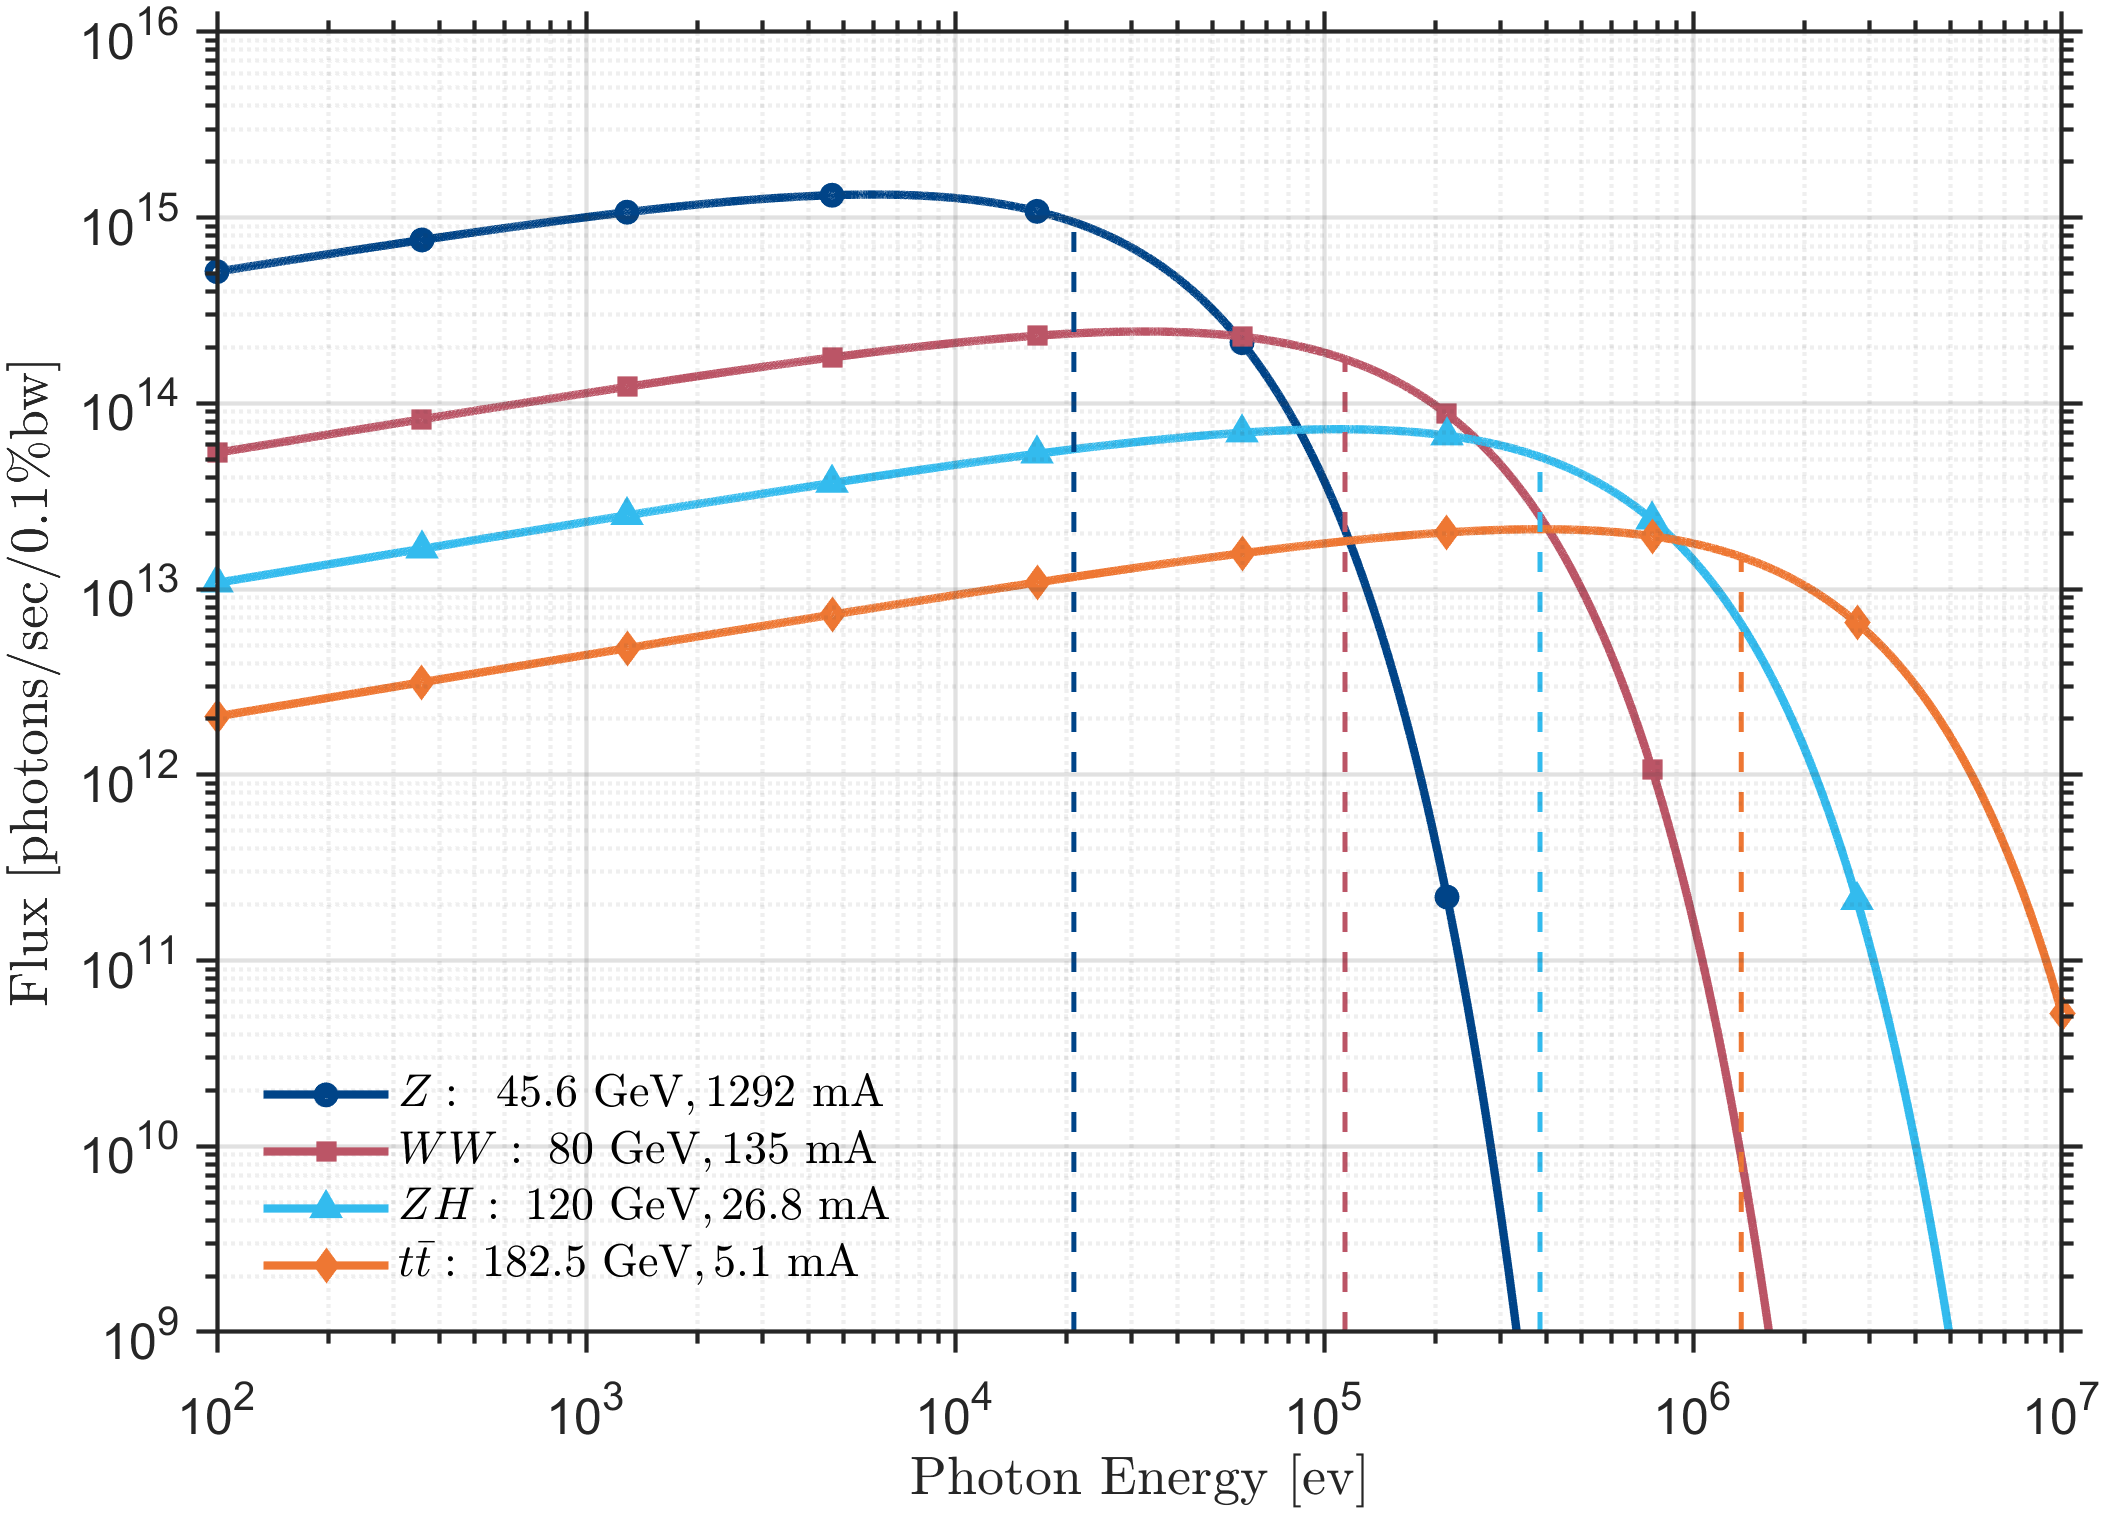 10^16
10^15
10^14
10^13
10^12
10^11
10^10
10^9
Flux [photons/sec/0.1%bw]
Z : 45.6 GeV, 1292 mA
WW : 80 GeV, 135 mA
ZH : 120 GeV, 26.8 mA
tt̄ : 182.5 GeV, 5.1 mA
10^2 10^3 10^4 10^5 10^6 10^7
Photon Energy [ev]